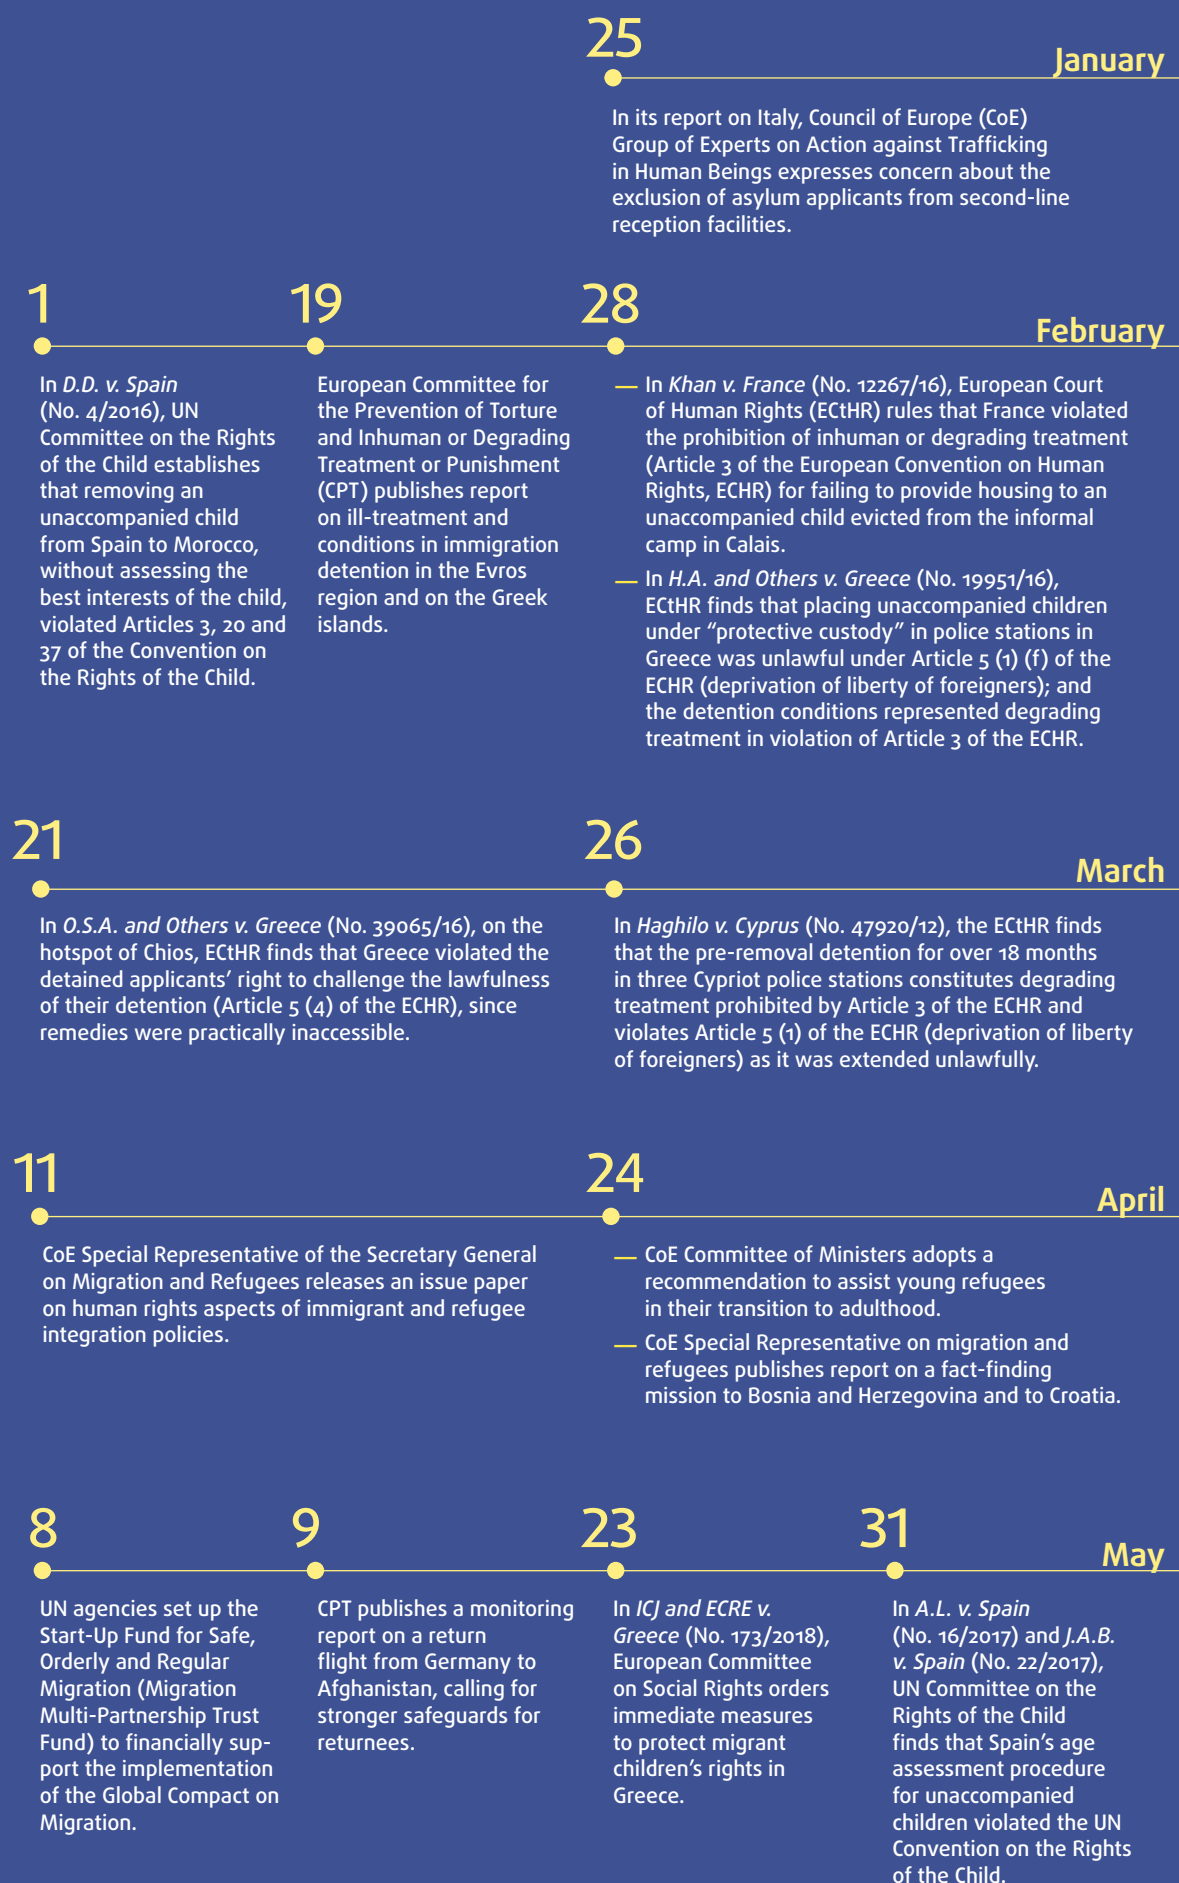 25
January
In its report on Italy, Council of Europe (CoE)
Group of Experts on Action against Trafficking
in Human Beings expresses concern about the
exclusion of asylum applicants from second-line
reception facilities.
1
19
28
February
In D.D. v. Spain
(No. 4/2016), UN
Committee on the Rights
of the Child establishes
that removing an
unaccompanied child
from Spain to Morocco,
without assessing the
best interests of the child,
violated Articles 3, 20 and
37 of the Convention on
the Rights of the Child.
European Committee for
the Prevention of Torture
and Inhuman or Degrading
Treatment or Punishment
(CPT) publishes report
on ill-treatment and
conditions in immigration
detention in the Evros
region and on the Greek
islands.
— In Khan v. France (No. 12267/16), European Court
of Human Rights (ECtHR) rules that France violated
the prohibition of inhuman or degrading treatment
(Article 3 of the European Convention on Human
Rights, ECHR) for failing to provide housing to an
unaccompanied child evicted from the informal
camp in Calais.
— In H.A. and Others v. Greece (No. 19951/16),
ECtHR finds that placing unaccompanied children
under “protective custody” in police stations in
Greece was unlawful under Article 5 (1) (f) of the
ECHR (deprivation of liberty of foreigners); and
the detention conditions represented degrading
treatment in violation of Article 3 of the ECHR.
21
26
March
In O.S.A. and Others v. Greece (No. 39065/16), on the
hotspot of Chios, ECtHR finds that Greece violated the
detained applicants’ right to challenge the lawfulness
of their detention (Article 5 (4) of the ECHR), since
remedies were practically inaccessible.
In Haghilo v. Cyprus (No. 47920/12), the ECtHR finds
that the pre-removal detention for over 18 months
in three Cypriot police stations constitutes degrading
treatment prohibited by Article 3 of the ECHR and
violates Article 5 (1) of the ECHR (deprivation of liberty
of foreigners) as it was extended unlawfully.
11
24
April
CoE Special Representative of the Secretary General
on Migration and Refugees releases an issue paper
on human rights aspects of immigrant and refugee
integration policies.
— CoE Committee of Ministers adopts a
recommendation to assist young refugees
in their transition to adulthood.
— CoE Special Representative on migration and
refugees publishes report on a fact-finding
mission to Bosnia and Herzegovina and to Croatia.
8
9
23
31
May
UN agencies set up the
Start-Up Fund for Safe,
Orderly and Regular
Migration (Migration
Multi-Partnership Trust
Fund) to financially sup-
port the implementation
of the Global Compact on
Migration.
CPT publishes a monitoring
report on a return
flight from Germany to
Afghanistan, calling for
stronger safeguards for
returnees.
In ICJ and ECRE v.
Greece (No. 173/2018),
European Committee
on Social Rights orders
immediate measures
to protect migrant
children’s rights in
Greece.
In A.L. v. Spain
(No. 16/2017) and J.A.B.
v. Spain (No. 22/2017),
UN Committee on the
Rights of the Child
finds that Spain’s age
assessment procedure
for unaccompanied
children violated the UN
Convention on the Rights
of the Child.